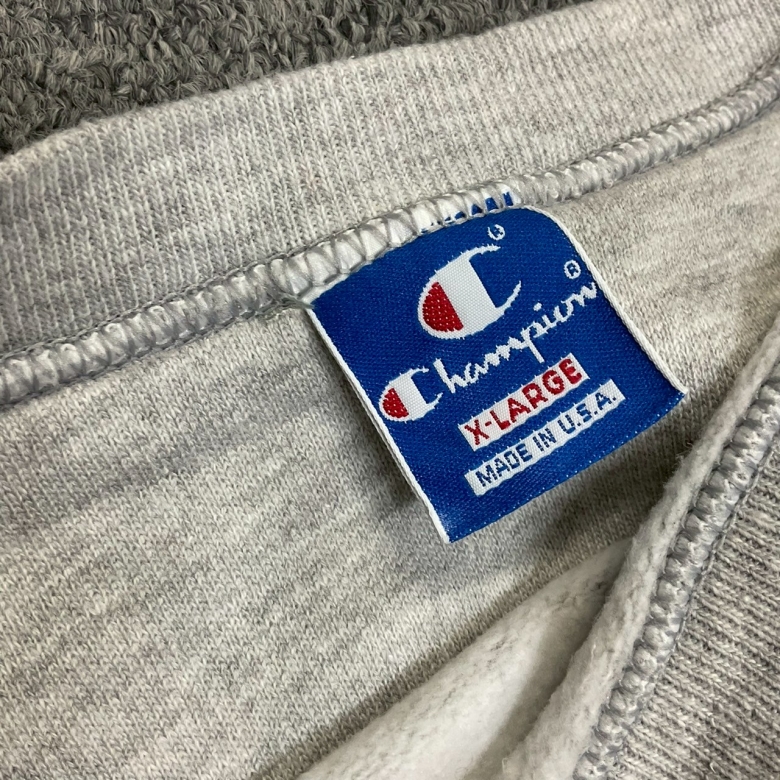 ®
Champion®
X-LARGE
MADE IN U.S.A.